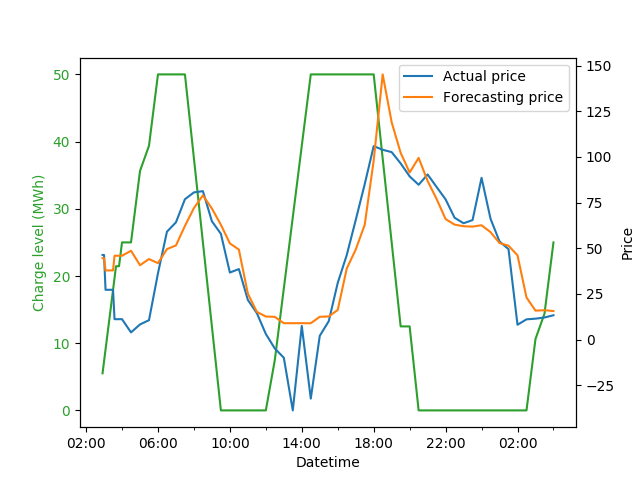 Actual price
Forecasting price
Charge level (MWh)
50
40
30
20
10
0
150
125
100
75
50
25
0
−25
Price
02:00 06:00 10:00 14:00 18:00 22:00 02:00
Datetime